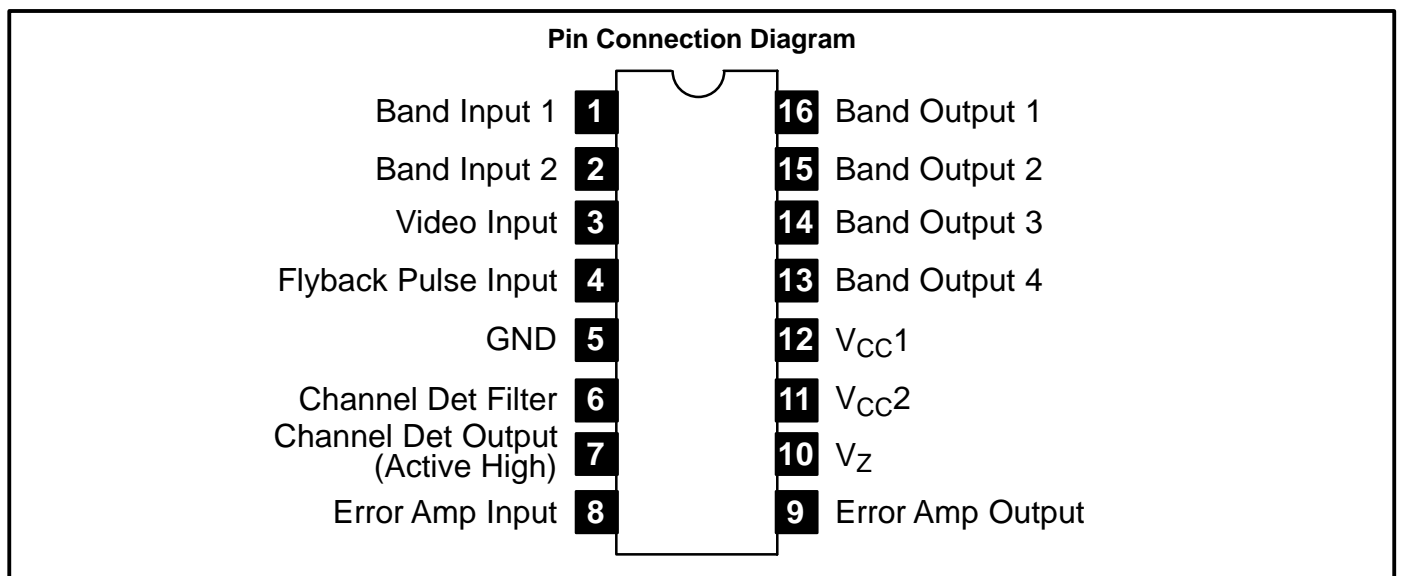 Pin Connection Diagram
Band Input 1 1 16 Band Output 1
Band Input 2 2 15 Band Output 2
Video Input 3 14 Band Output 3
Flyback Pulse Input 4 13 Band Output 4
GND 5 12 VCC1
Channel Det Filter 6 11 VCC2
Channel Det Output
(Active High) 7 10 VZ
Error Amp Input 8 9 Error Amp Output